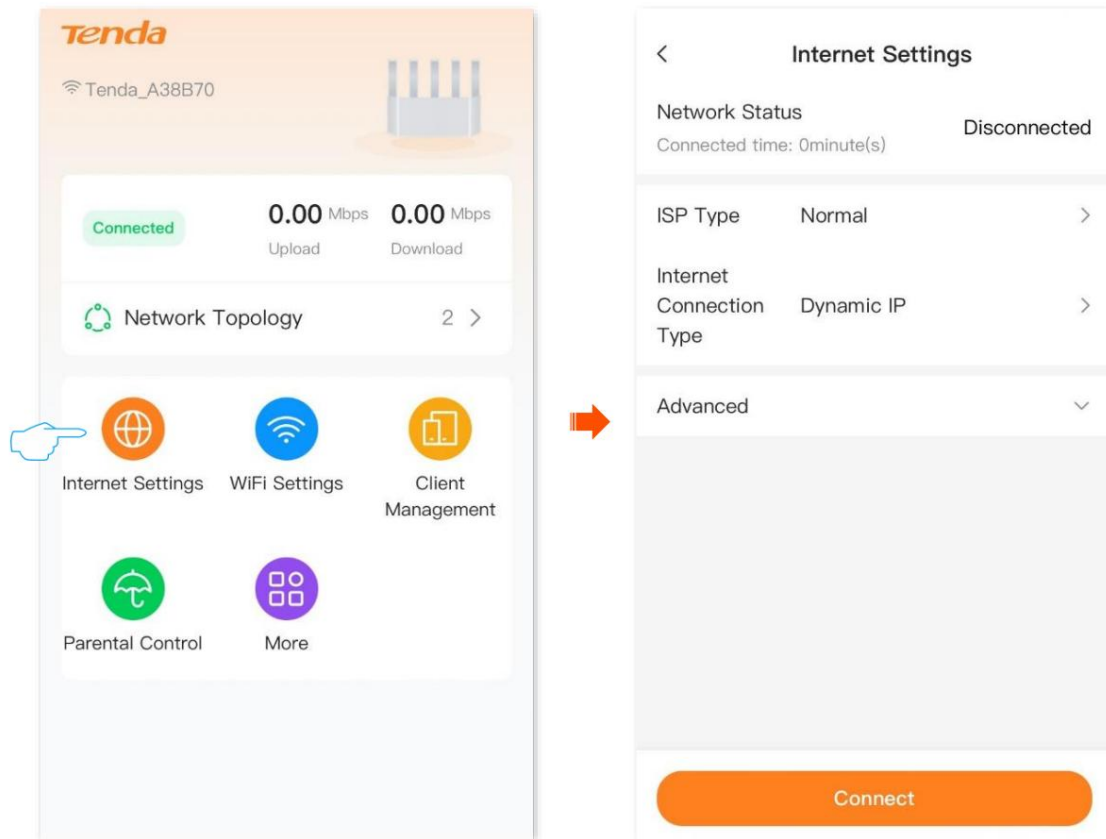 Tenda
Tenda_A38B70
Connected
0.00 Mbps
Upload
0.00 Mbps
Download
Network Topology 2
Internet Settings
WiFi Settings
Client
Management
Parental Control
More
Internet Settings
Network Status
Connected time: 0minute(s)
Disconnected
ISP Type Normal
Internet
Connection Dynamic IP
Type
Advanced
Connect